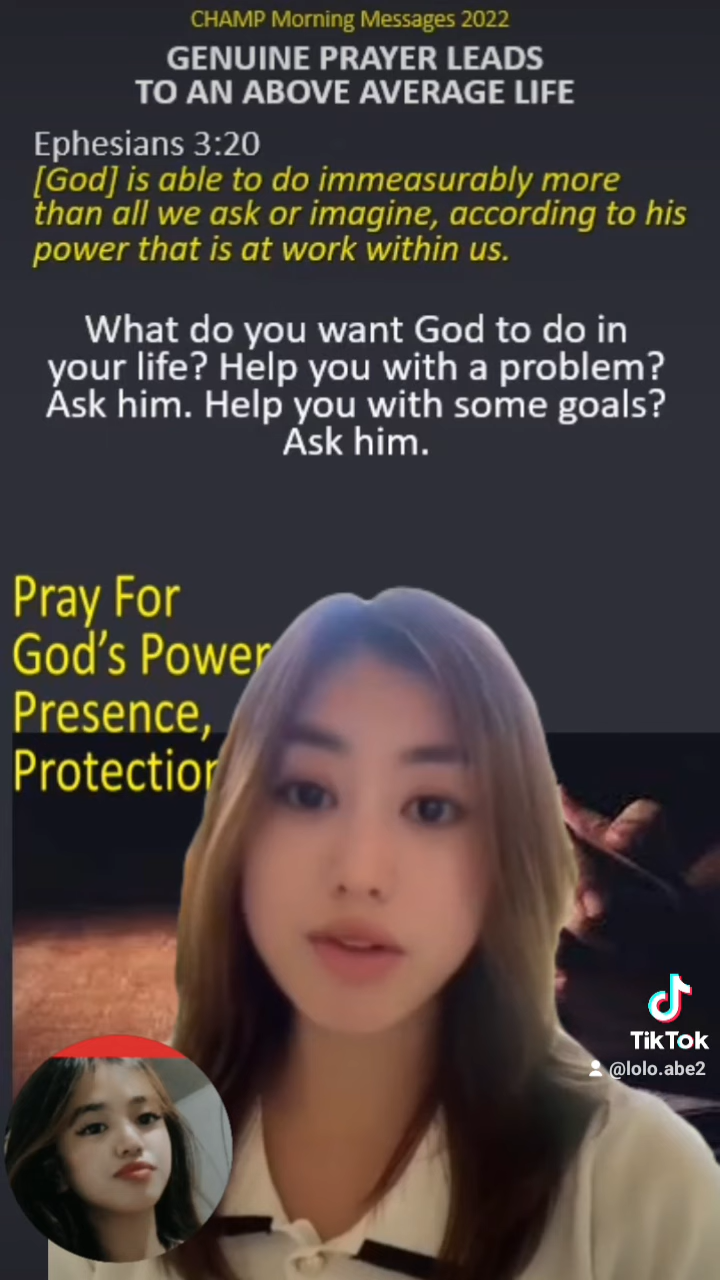 CHAMP Morning Messages 2022
GENUINE PRAYER LEADS
TO AN ABOVE AVERAGE LIFE
Ephesians 3:20
[God] is able to do immeasurably more
than all we ask or imagine, according to his
power that is at work within us.
What do you want God to do in
your life? Help you with a problem?
Ask him. Help you with some goals?
Ask him.
Pray For
God's Power
Presence,
Protection
TikTok
@lolo.abe2